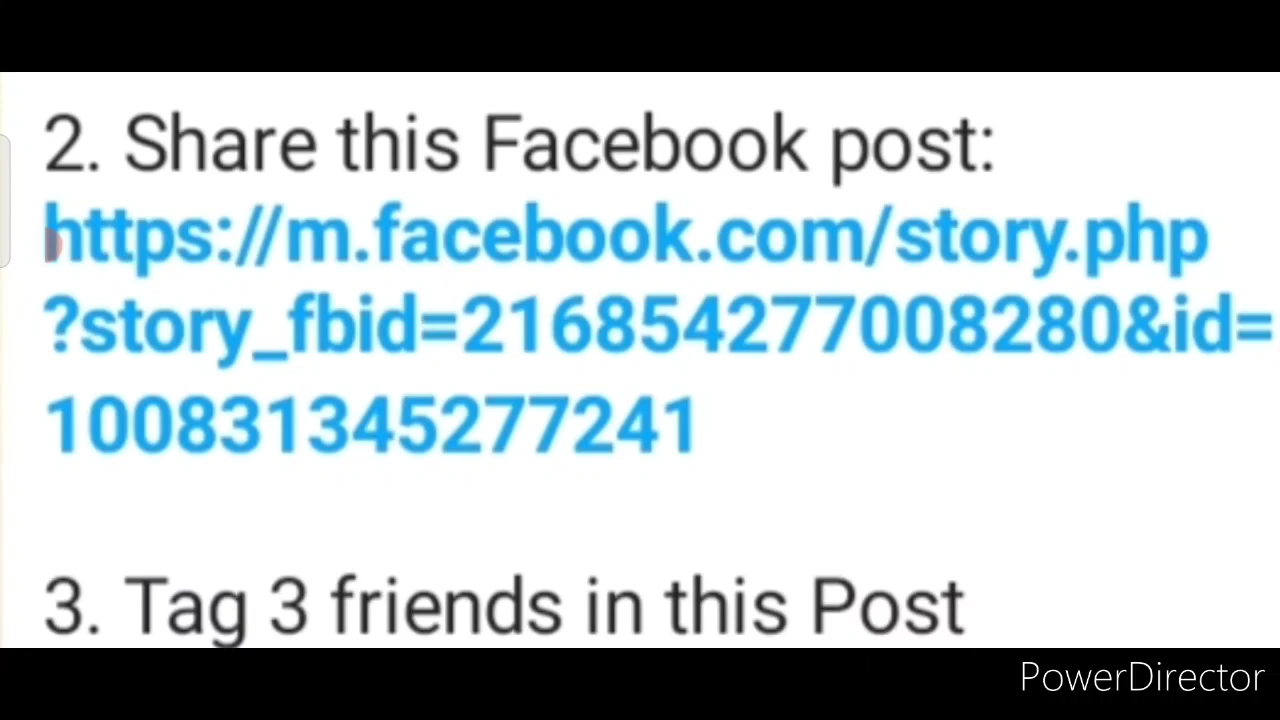 2. Share this Facebook post:
https://m.facebook.com/story.php
?story_fbid=216854277008280&id=
100831345277241
3. Tag 3 friends in this Post
PowerDirector